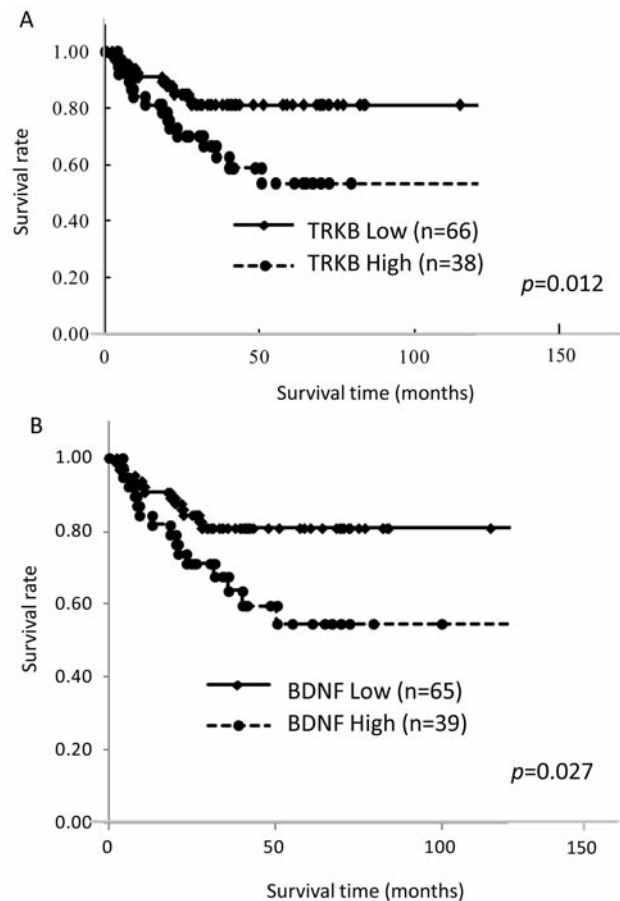 A
1.00
0.80
0.60
0.40
0.20
0.00
Survival rate
TRKB Low (n=66)
TRKB High (n=38)
p=0.012
0 50 100 150
Survival time (months)
B
1.00
0.80
0.60
0.40
0.20
0.00
Survival rate
BDNF Low (n=65)
BDNF High (n=39)
p=0.027
0 50 100 150
Survival time (months)